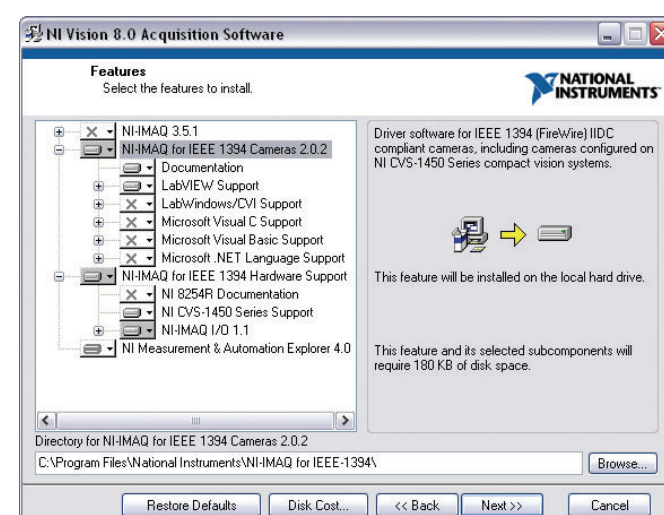 NI Vision 8.0 Acquisition Software
Features
Select the features to install.
NATIONAL
INSTRUMENTS
NI-IMAQ 3.5.1
NI-IMAQ for IEEE 1394 Cameras 2.0.2
Documentation
LabVIEW Support
LabWindows/CVI Support
Microsoft Visual C Support
Microsoft Visual Basic Support
Microsoft .NET Language Support
NI-IMAQ for IEEE 1394 Hardware Support
NI 8254R Documentation
NI CVS-1450 Series Support
NI-IMAQ I/O 1.1
NI Measurement & Automation Explorer 4.0
Driver software for IEEE 1394 (FireWire) IIDC
compliant cameras, including cameras configured on
NI CVS-1450 Series compact vision systems.
This feature will be installed on the local hard drive.
This feature and its selected subcomponents will
require 180 KB of disk space.
Directory for NI-IMAQ for IEEE 1394 Cameras 2.0.2
C:\Program Files\National Instruments\NI-IMAQ for IEEE-1394\
Browse...
Restore Defaults
Disk Cost...
<< Back
Next >>
Cancel